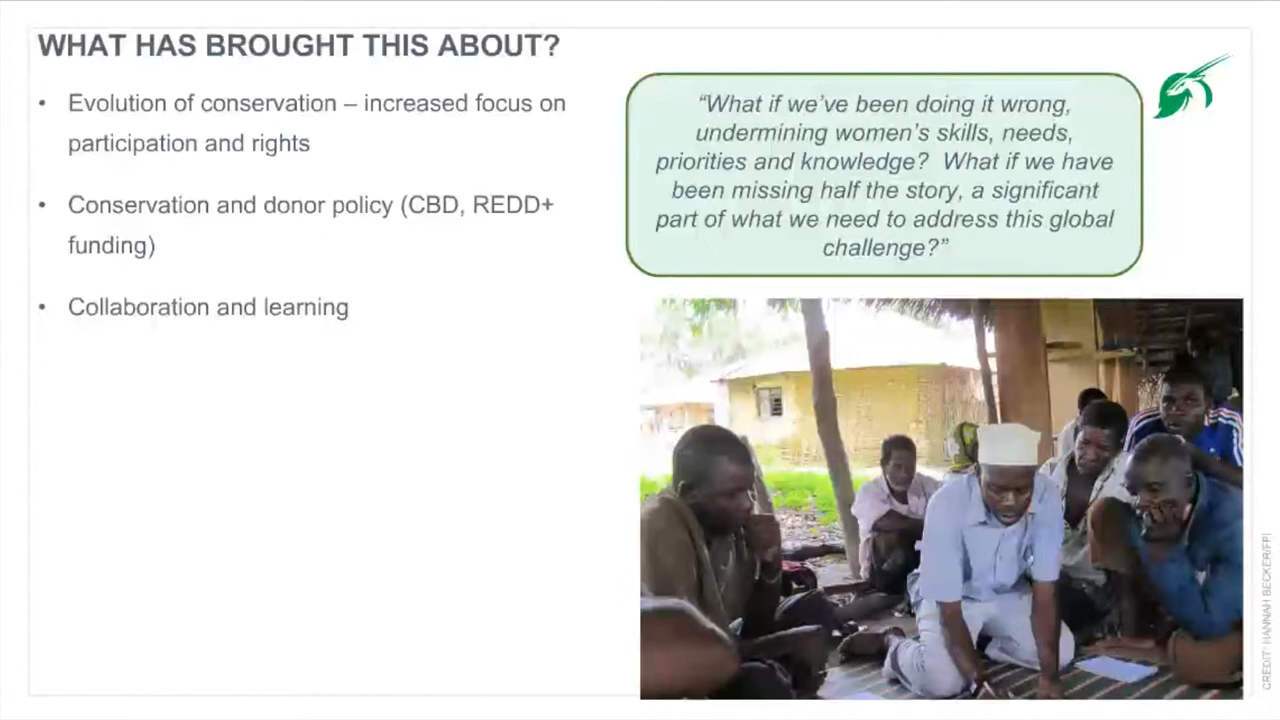 WHAT HAS BROUGHT THIS ABOUT?
• Evolution of conservation – increased focus on
participation and rights
• Conservation and donor policy (CBD, REDD+
funding)
• Collaboration and learning
“What if we’ve been doing it wrong,
undermining women’s skills, needs,
priorities and knowledge?  What if we have
been missing half the story, a significant
part of what we need to address this global
challenge?”
CREDIT: HANNAH BECKER/FFI